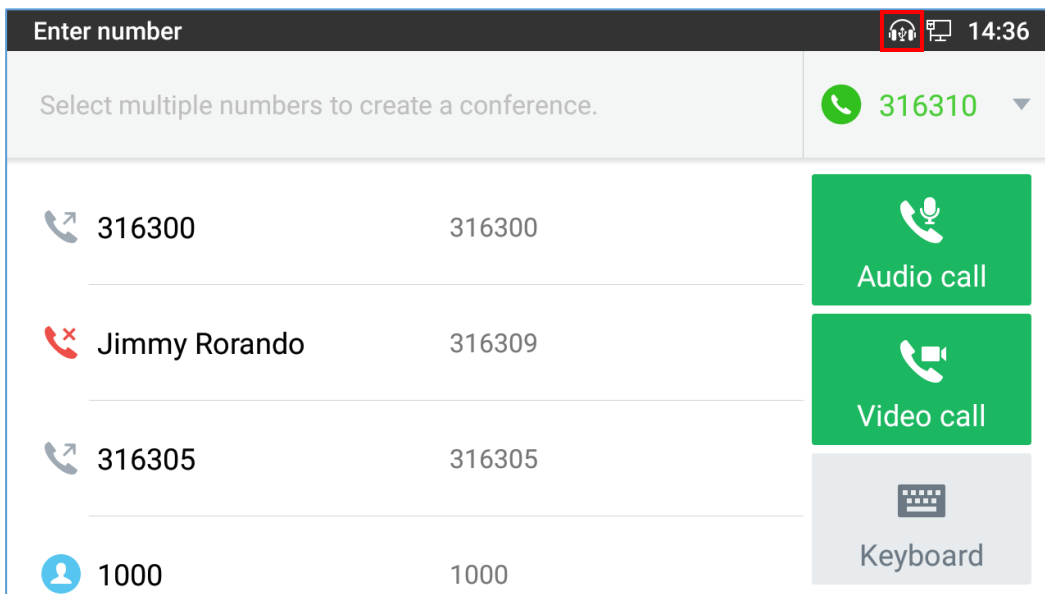 Enter number 14:36
Select multiple numbers to create a conference. 316310
316300 316300
Audio call
Jimmy Rorando 316309
Video call
316305 316305
Keyboard
1000 1000